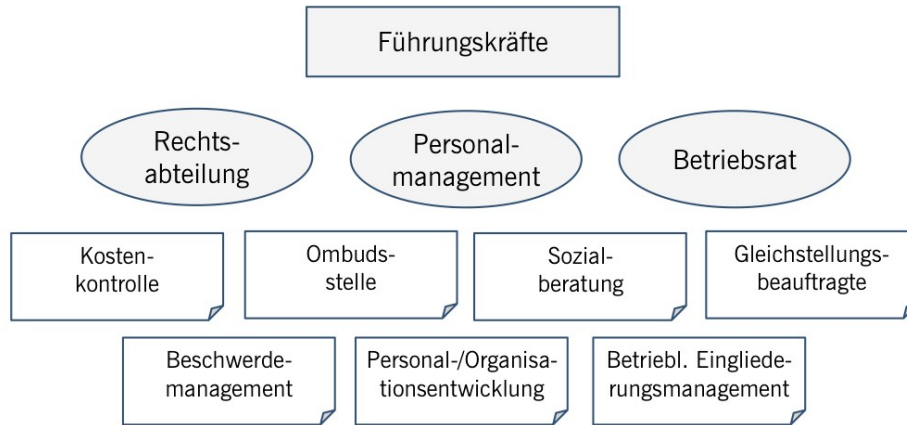 Führungskräfte
Rechts-
abteilung
Personal-
management
Betriebsrat
Kosten-
kontrolle
Ombuds-
stelle
Sozial-
beratung
Gleichstellungs-
beauftragte
Beschwerde-
management
Personal-/Organisa-
tionsentwicklung
Betriebl. Eingliede-
rungsmanagement